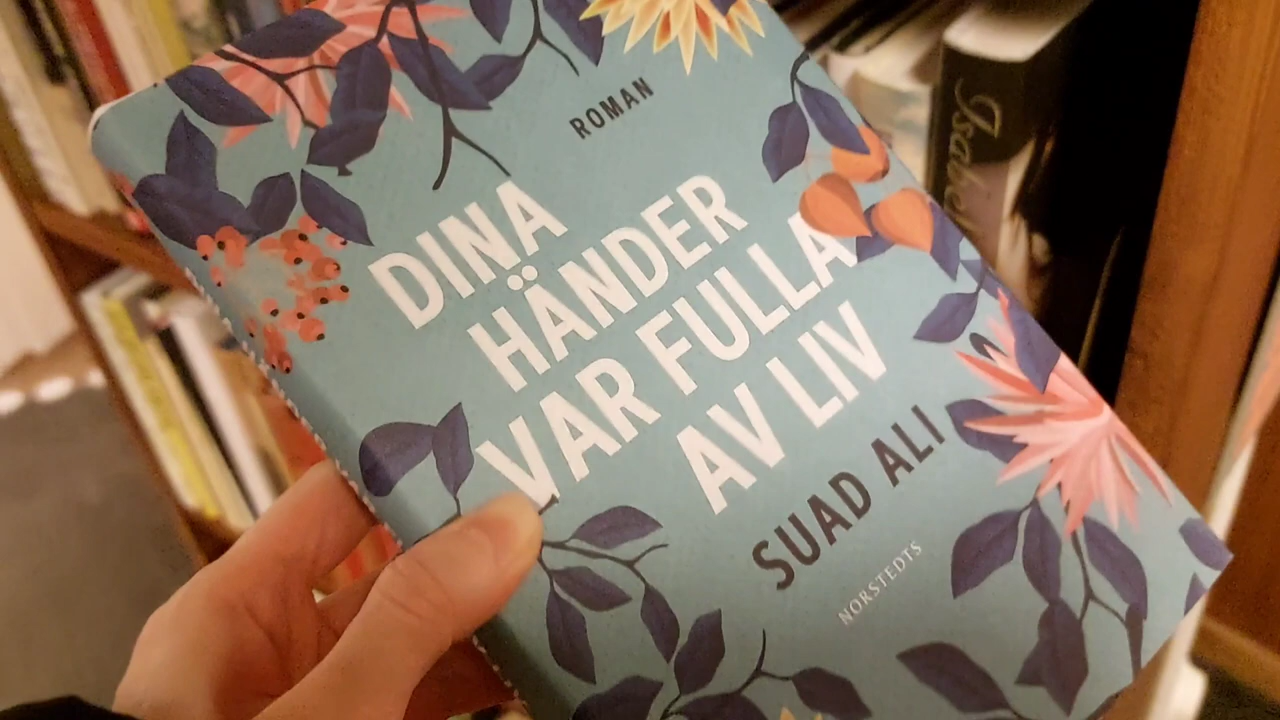 ROMAN
DINA
HÄNDER
VAR FULLA
AV LIV
SUAD ALI
NORSTEDTS